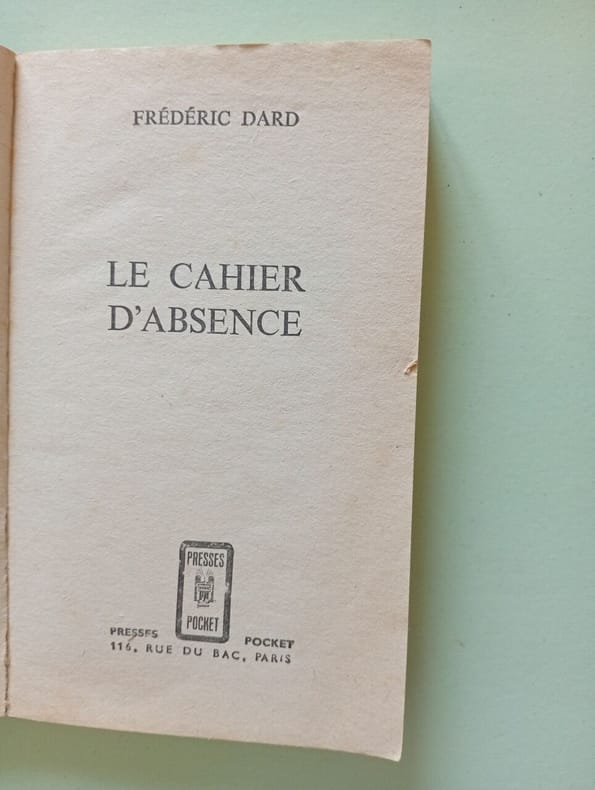 FRÉDÉRIC DARD
LE CAHIER
D'ABSENCE
PRESSES
POCKET
PRESSES POCKET
116, RUE DU BAC, PARIS